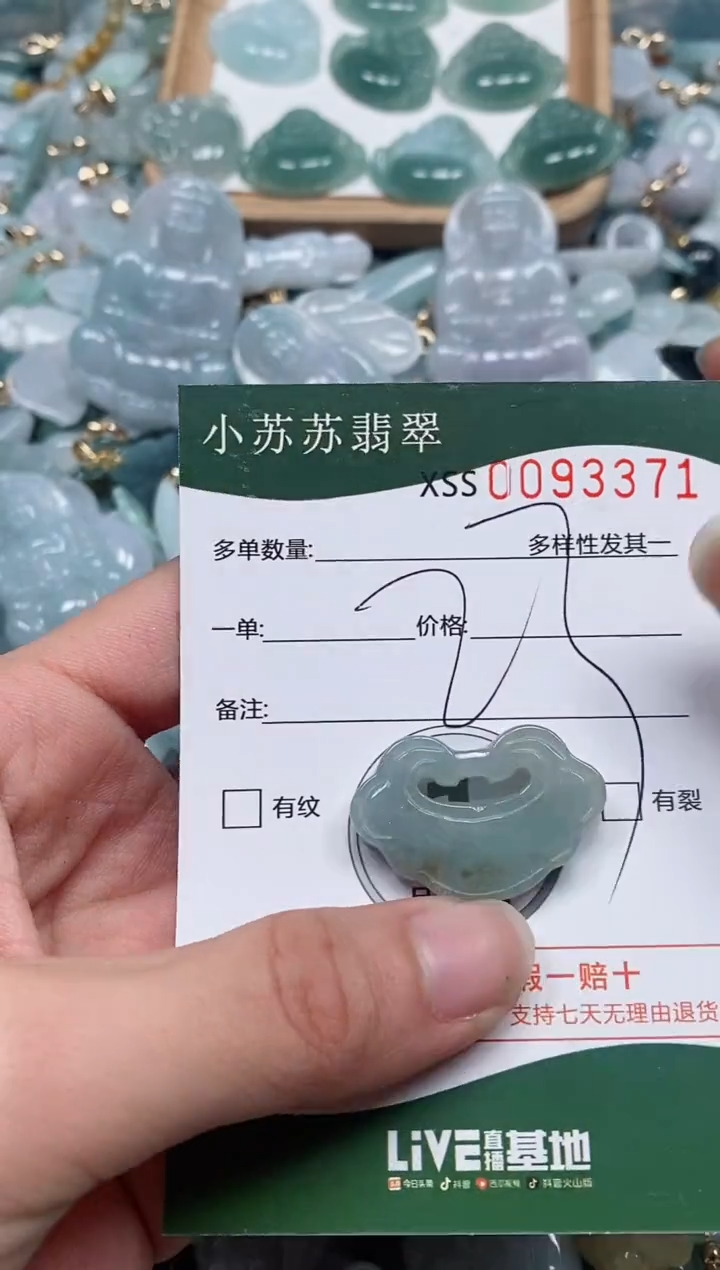 小苏苏翡翠
XSS 0093371
多单数量: 多样性发其一
一单: 价格:
备注:
有纹 有裂
假一赔十
支持七天无理由退货
LiVE直播基地
今日头条 抖音 西瓜视频 抖音火山版